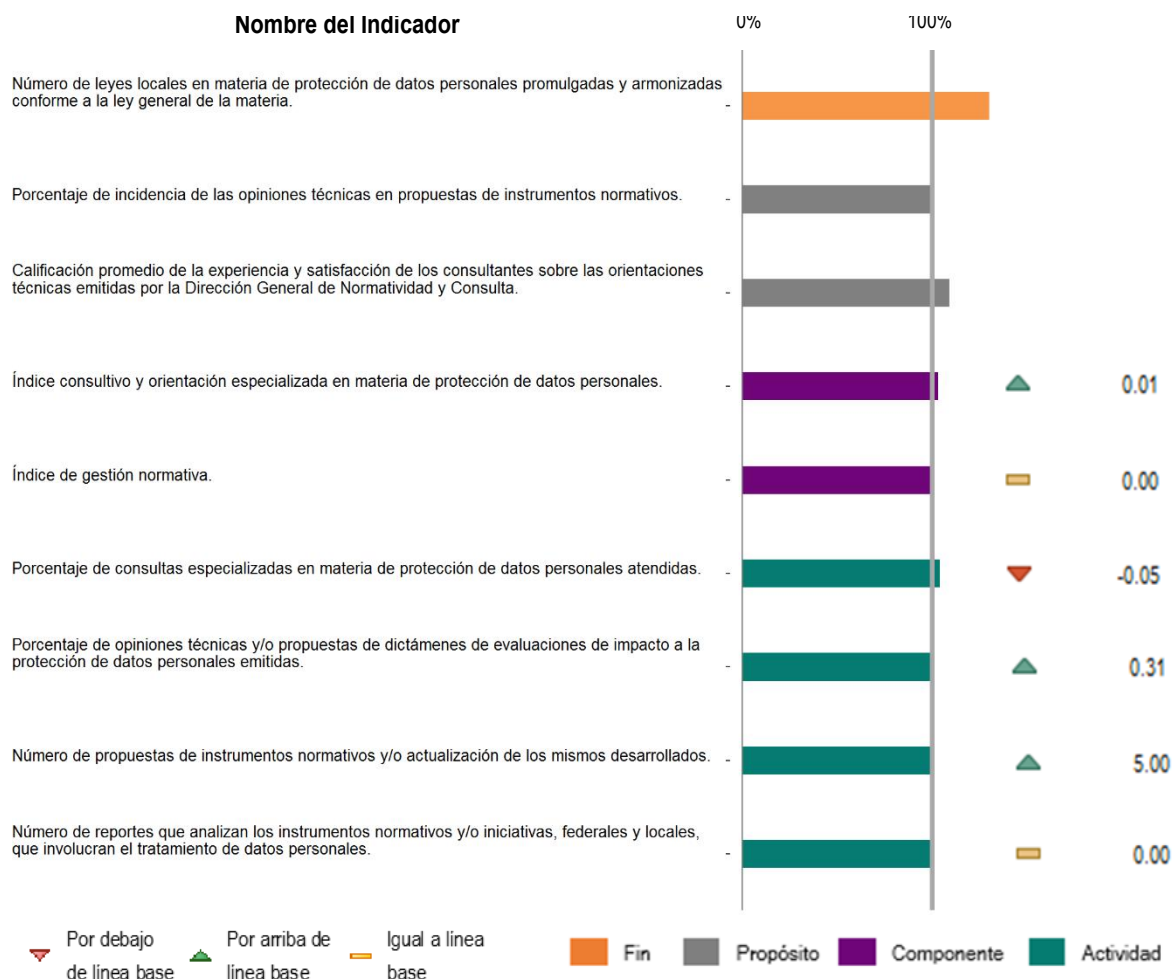 Nombre del Indicador
0%
100%
Número de leyes locales en materia de protección de datos personales promulgadas y armonizadas
conforme a la ley general de la materia.
Porcentaje de incidencia de las opiniones técnicas en propuestas de instrumentos normativos.
Calificación promedio de la experiencia y satisfacción de los consultantes sobre las orientaciones
técnicas emitidas por la Dirección General de Normatividad y Consulta.
Índice consultivo y orientación especializada en materia de protección de datos personales.
0.01
Índice de gestión normativa.
0.00
Porcentaje de consultas especializadas en materia de protección de datos personales atendidas.
-0.05
Porcentaje de opiniones técnicas y/o propuestas de dictámenes de evaluaciones de impacto a la
protección de datos personales emitidas.
0.31
Número de propuestas de instrumentos normativos y/o actualización de los mismos desarrollados.
5.00
Número de reportes que analizan los instrumentos normativos y/o iniciativas, federales y locales,
que involucran el tratamiento de datos personales.
0.00
Por debajo
de línea base
Por arriba de
línea base
Igual a línea
base
Fin
Propósito
Componente
Actividad